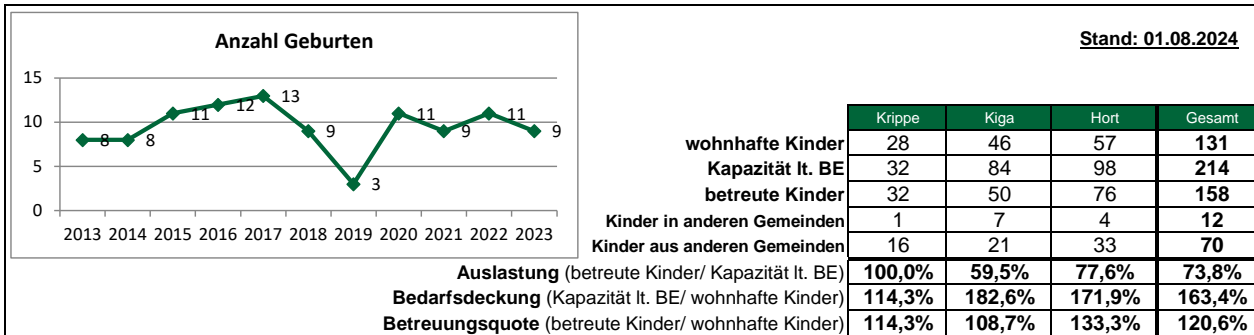 Anzahl Geburten
Stand: 01.08.2024
15
10
5
0
8
8
11
12
13
9
3
11
9
11
9
2013 2014 2015 2016 2017 2018 2019 2020 2021 2022 2023
Krippe Kiga Hort Gesamt
wohnhafte Kinder 28 46 57 131
Kapazität lt. BE 32 84 98 214
betreute Kinder 32 50 76 158
Kinder in anderen Gemeinden 1 7 4 12
Kinder aus anderen Gemeinden 16 21 33 70
Auslastung (betreute Kinder/ Kapazität lt. BE) 100,0% 59,5% 77,6% 73,8%
Bedarfsdeckung (Kapazität lt. BE/ wohnhafte Kinder) 114,3% 182,6% 171,9% 163,4%
Betreuungsquote (betreute Kinder/ wohnhafte Kinder) 114,3% 108,7% 133,3% 120,6%